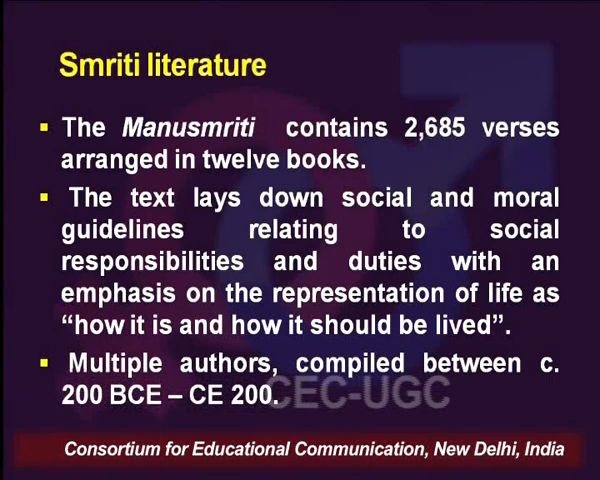 Smriti literature
▪ The Manusmriti contains 2,685 verses
arranged in twelve books.
▪ The text lays down social and moral
guidelines relating to social
responsibilities and duties with an
emphasis on the representation of life as
“how it is and how it should be lived”.
▪ Multiple authors, compiled between c.
200 BCE – CE 200.
CEC-UGC
Consortium for Educational Communication, New Delhi, India